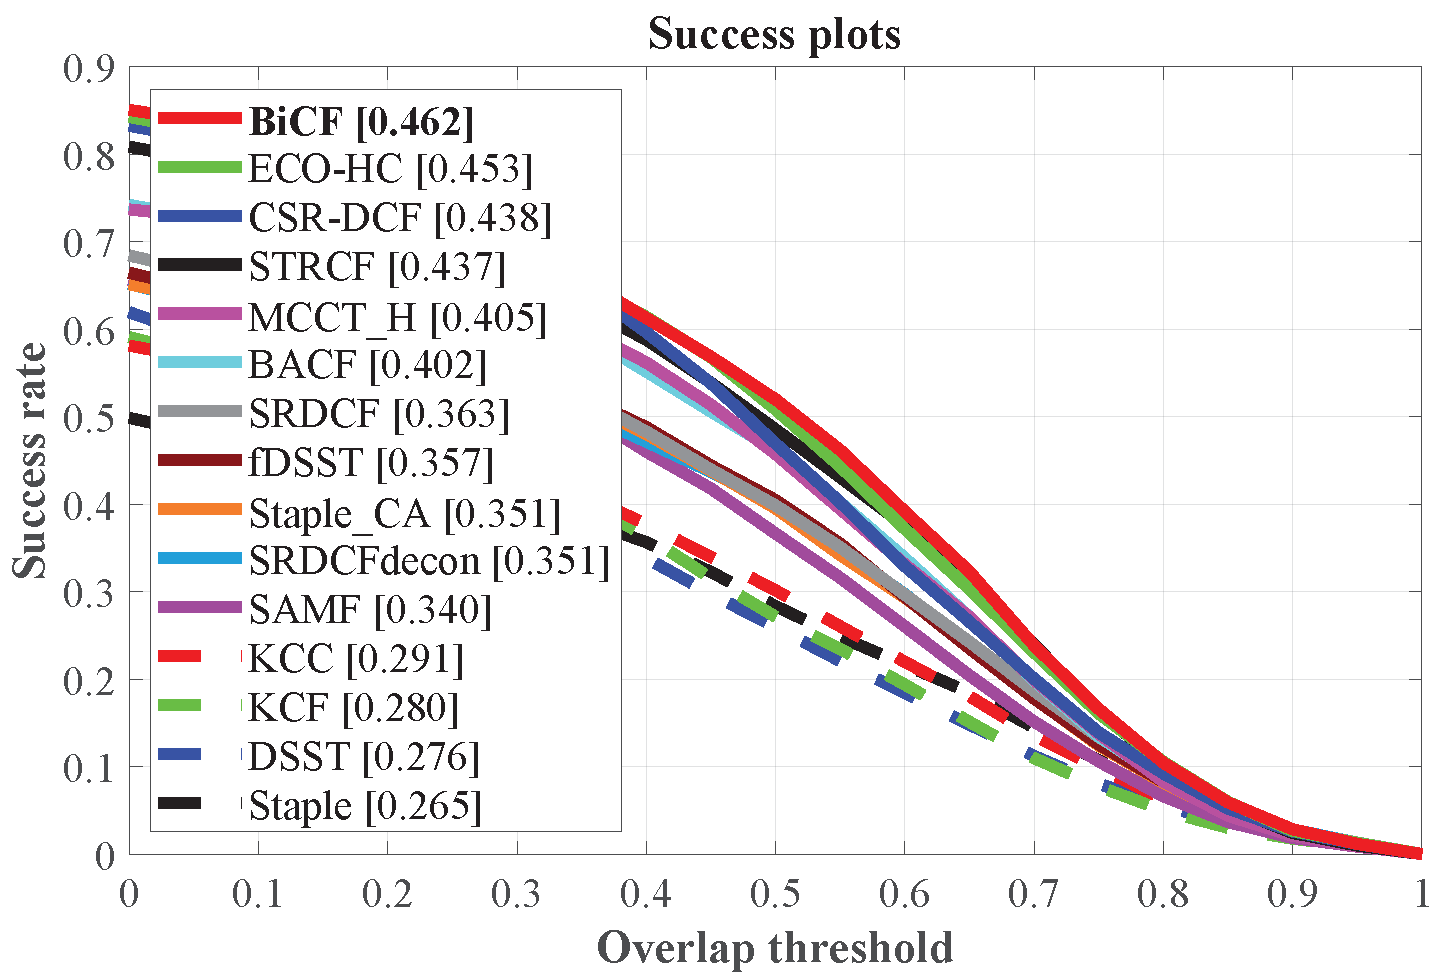 Success plots
0.9
0.8
0.7
0.6
0.5
0.4
0.3
0.2
0.1
0
Success rate
BiCF [0.462]
ECO-HC [0.453]
CSR-DCF [0.438]
STRCF [0.437]
MCCT_H [0.405]
BACF [0.402]
SRDCF [0.363]
fDSST [0.357]
Staple_CA [0.351]
SRDCFdecon [0.351]
SAMF [0.340]
KCC [0.291]
KCF [0.280]
DSST [0.276]
Staple [0.265]
0 0.1 0.2 0.3 0.4 0.5 0.6 0.7 0.8 0.9 1
Overlap threshold